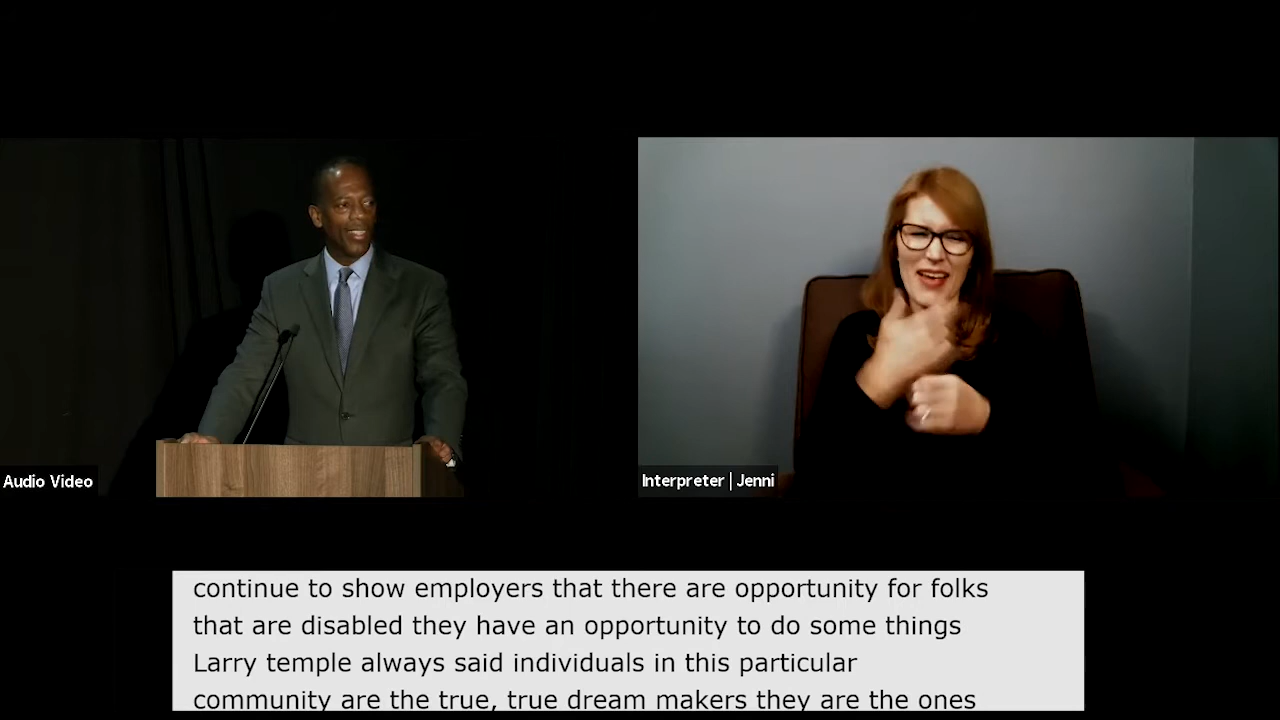 Audio Video
Interpreter | Jenni
continue to show employers that there are opportunity for folks
that are disabled they have an opportunity to do some things
Larry temple always said individuals in this particular
community are the true, true dream makers they are the ones